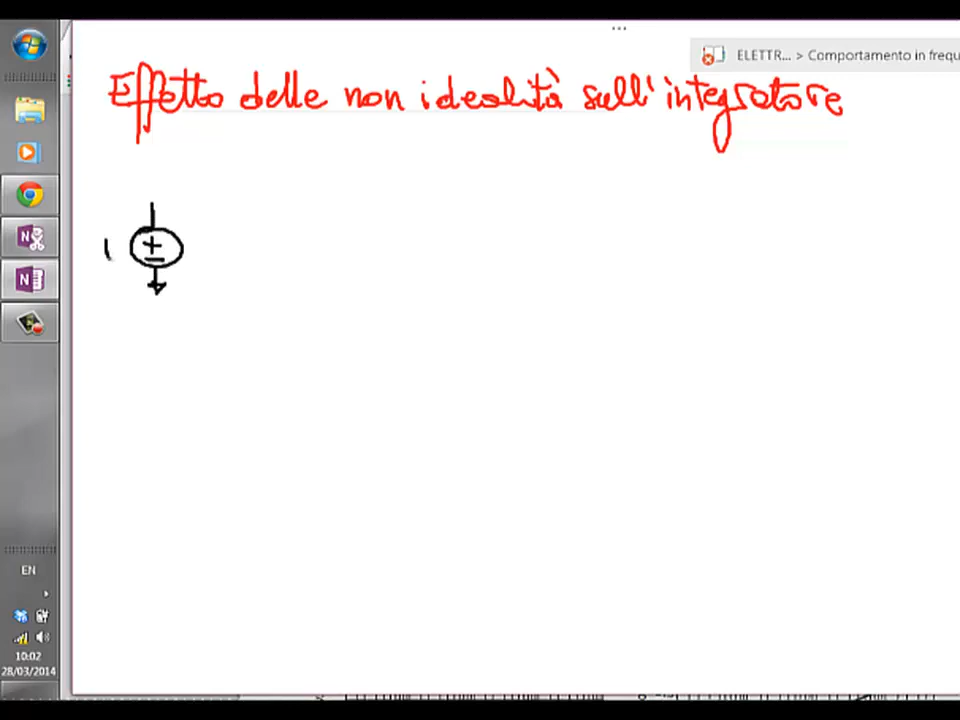 ELETTR... > Comportamento in frequ
Effetto delle non idealità sull'integratore
+
−
EN
10:02
28/03/2014